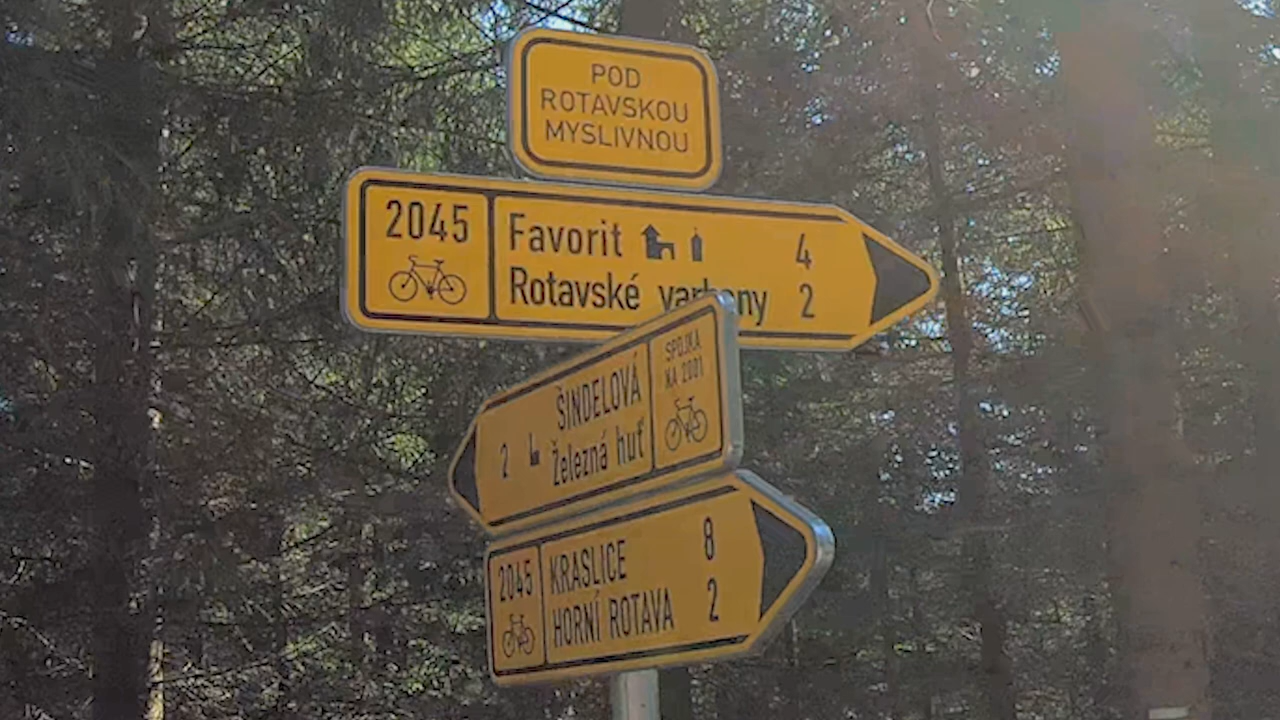 POD
ROTAVSKOU
MYSLIVNOU
2045
Favorit 4
Rotavské 2
SPOJKA
NA 2001
ŠINDELOVÁ
2 Železná huť
2045
KRASLICE 8
HORNÍ ROTAVA 2